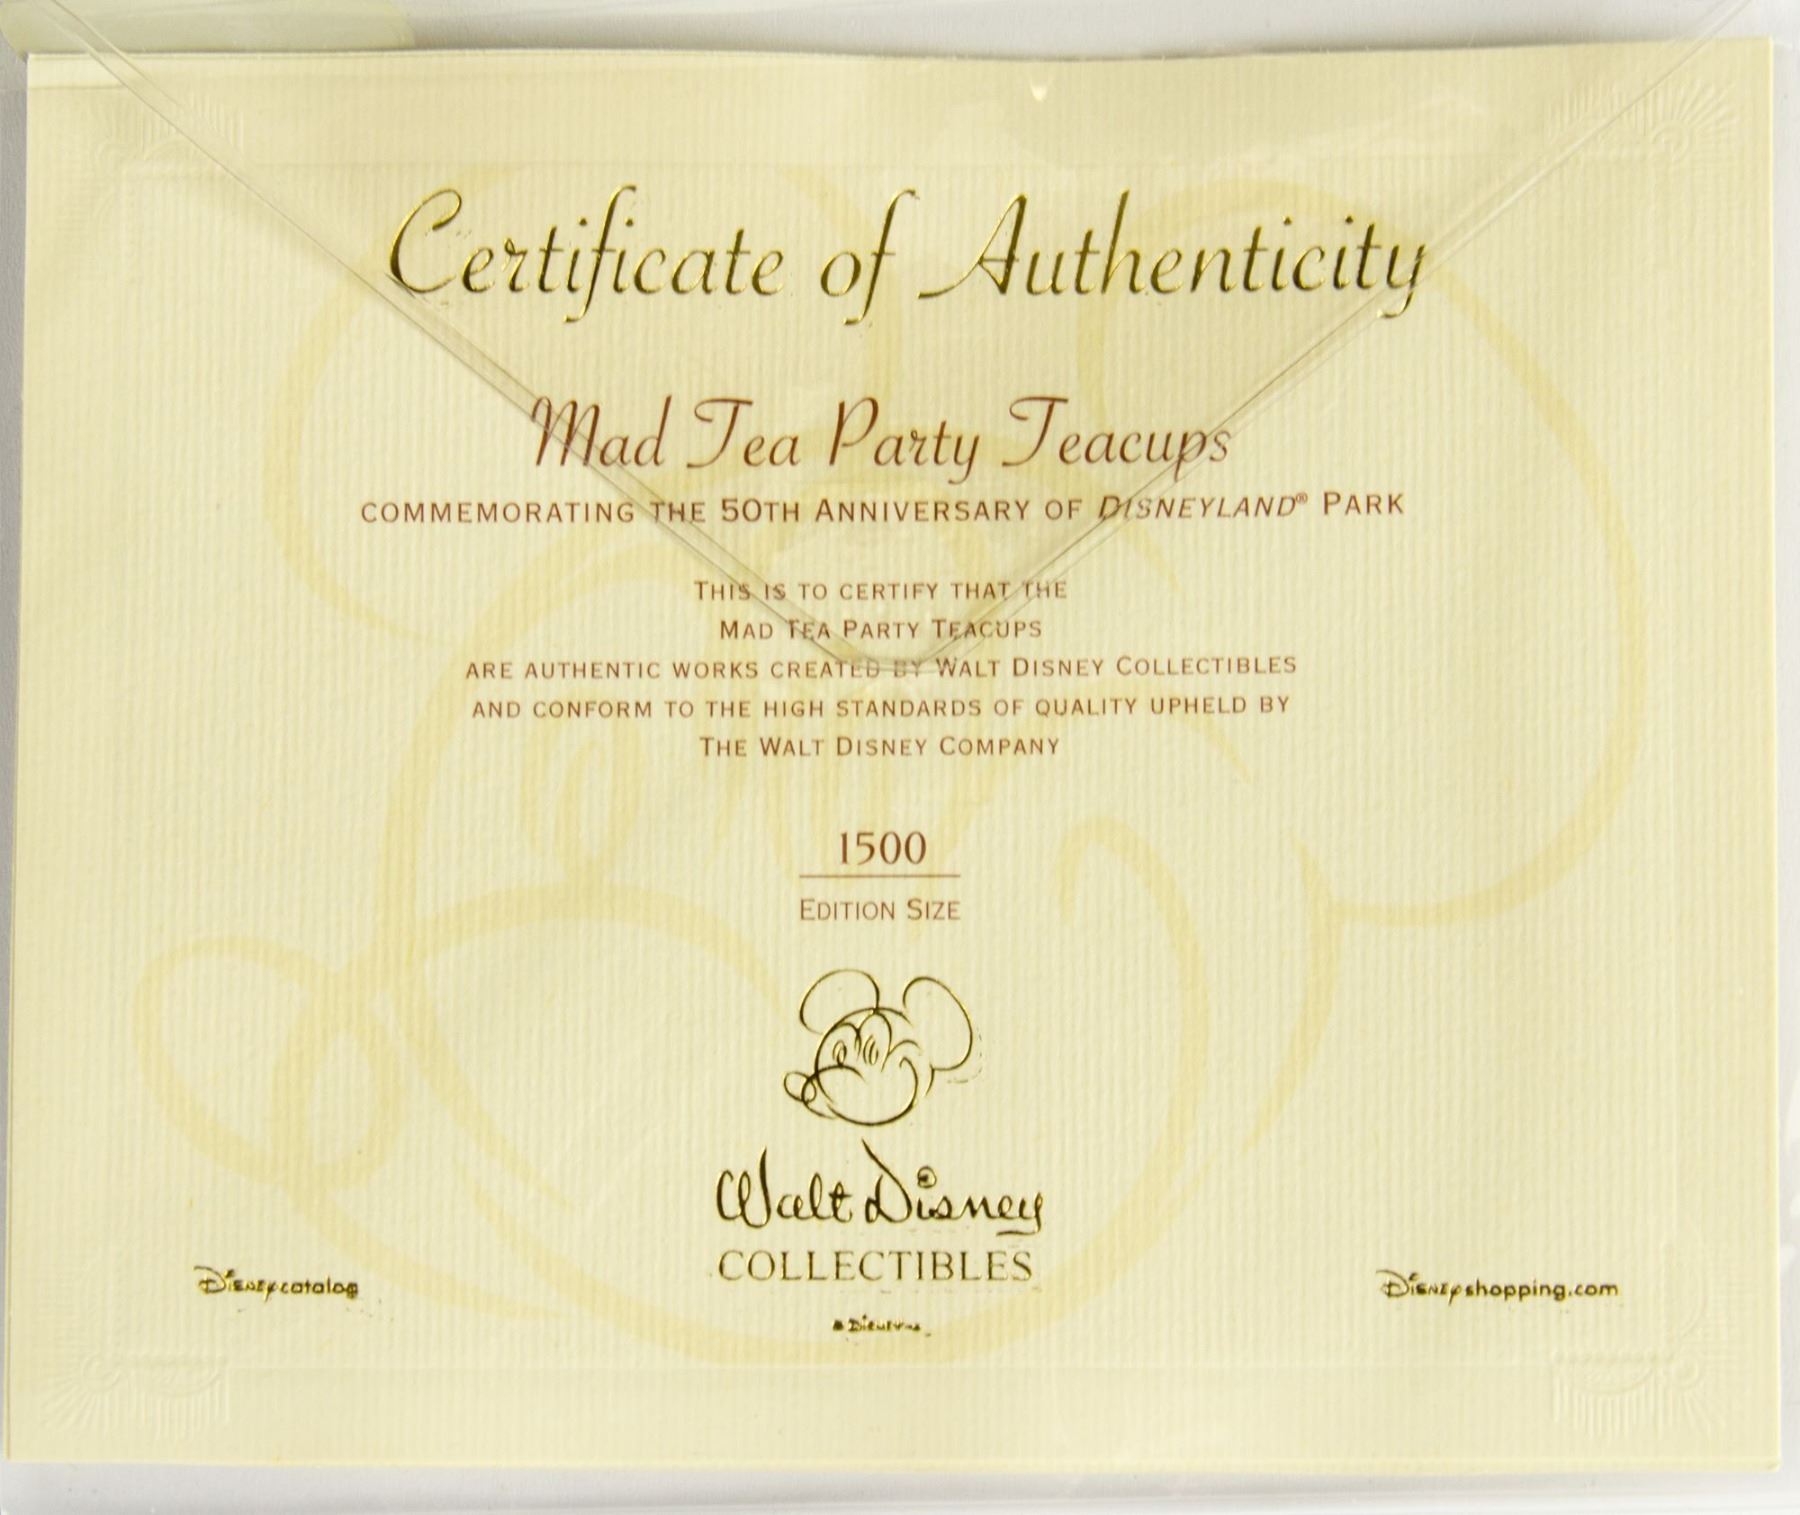 Certificate of Authenticity
Mad Tea Party Teacups
COMMEMORATING THE 50TH ANNIVERSARY OF DISNEYLAND® PARK
THIS IS TO CERTIFY THAT THE
MAD TEA PARTY TEACUPS
ARE AUTHENTIC WORKS CREATED BY WALT DISNEY COLLECTIBLES
AND CONFORM TO THE HIGH STANDARDS OF QUALITY UPHELD BY
THE WALT DISNEY COMPANY
1500
EDITION SIZE
Walt Disney
COLLECTIBLES
Disneycatalog
Disneyshopping.com
© Disney